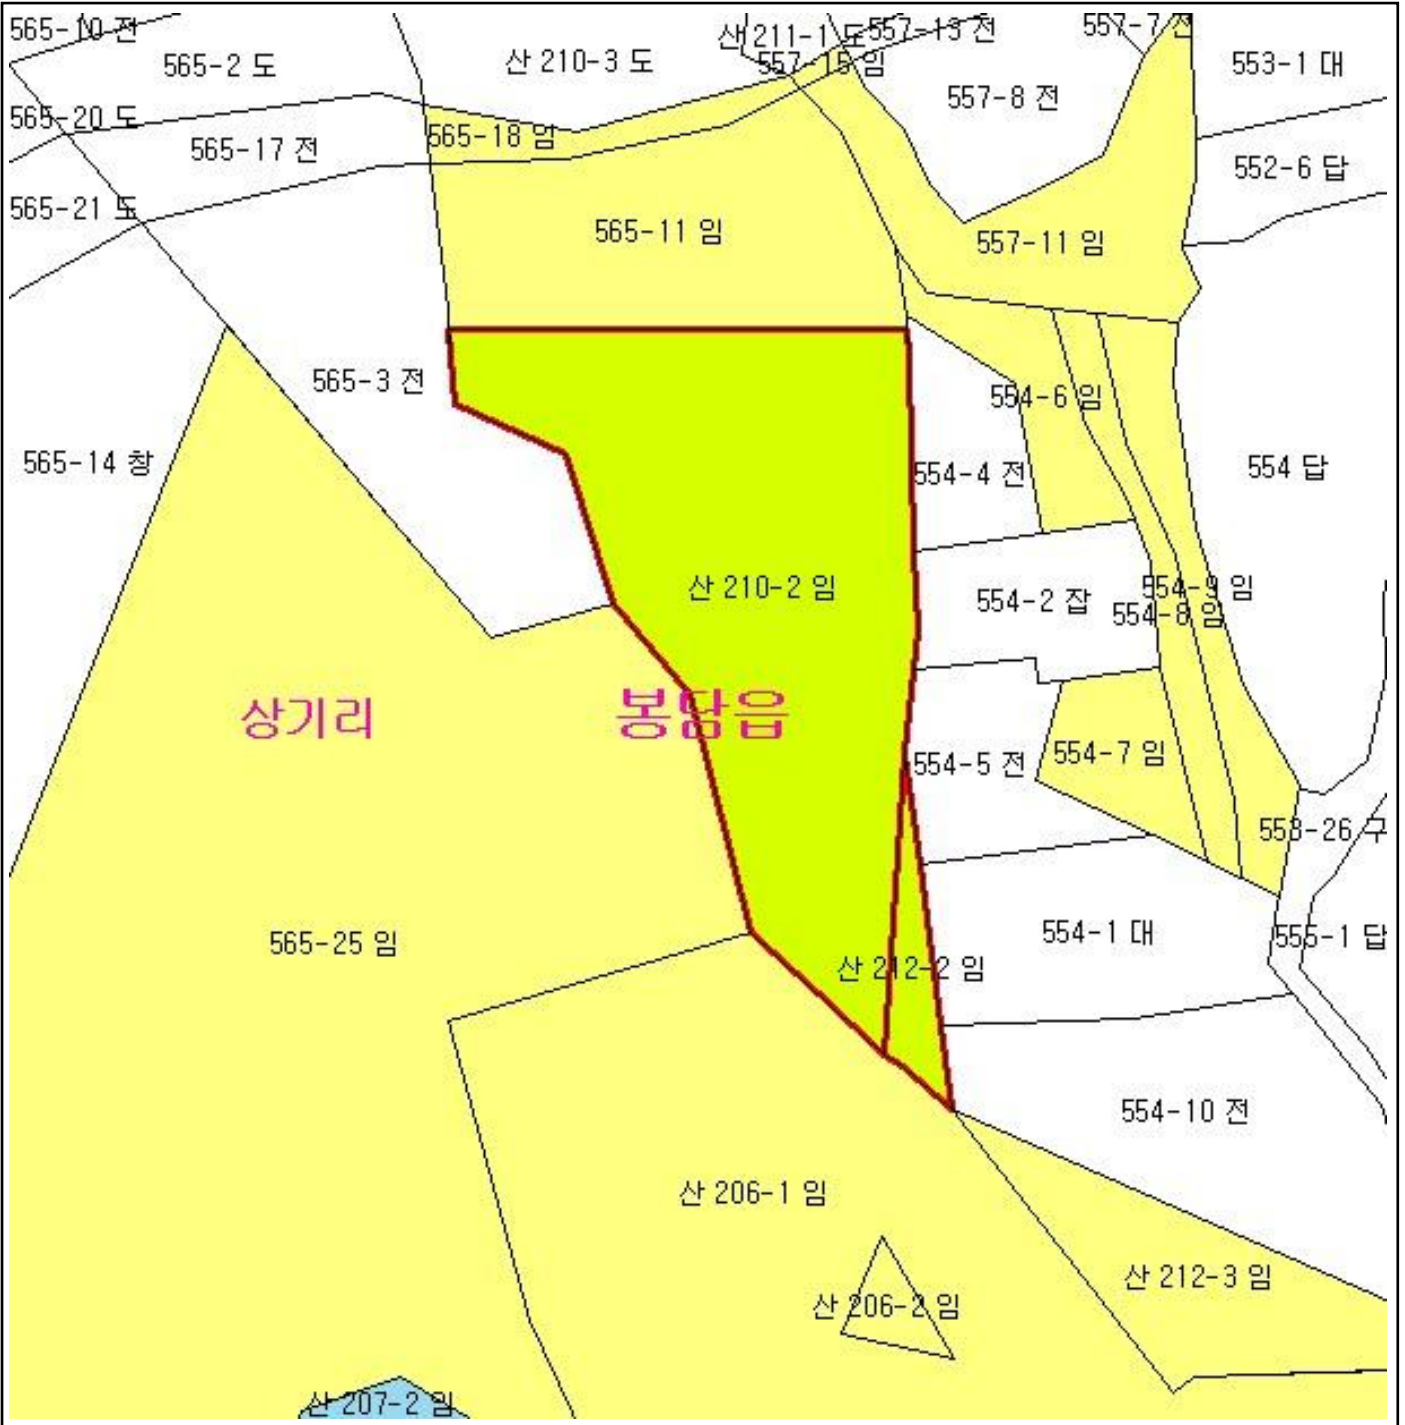 565-10 전
565-2 도
산 210-3 도
산 211-1 도
557-13 전
557-7 전
557-15 임
553-1 대
557-8 전
565-20 도
565-17 전
565-18 임
552-6 답
565-21 도
565-11 임
557-11 임
565-3 전
554-6 임
565-14 창
554-4 전
554 답
산 210-2 임
554-2 잡
554-9 임
554-8 임
상기리
봉담읍
554-5 전
554-7 임
553-26 구
565-25 임
산 212-2 임
554-1 대
555-1 답
554-10 전
산 206-1 임
산 212-3 임
산 206-2 임
산 207-2 임